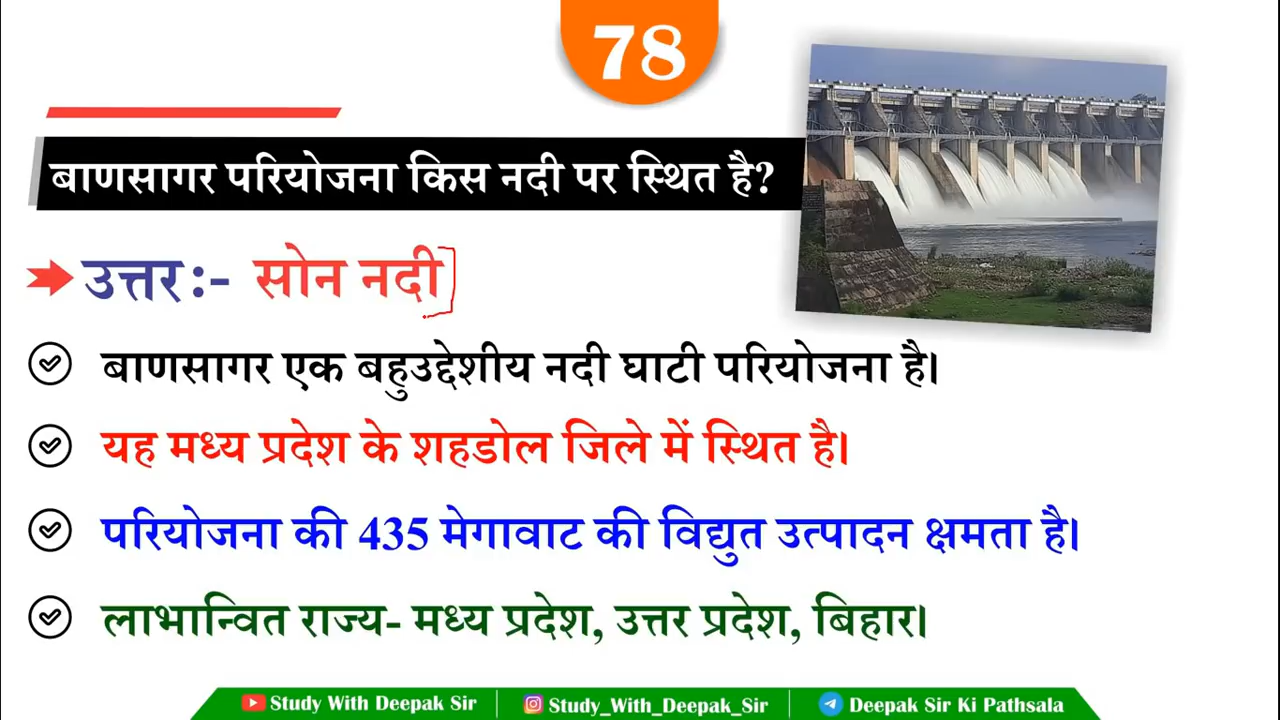 78
बाणसागर परियोजना किस नदी पर स्थित है?
उत्तर:- सोन नदी
बाणसागर एक बहुउद्देशीय नदी घाटी परियोजना है।
यह मध्य प्रदेश के शहडोल जिले में स्थित है।
परियोजना की 435 मेगावाट की विद्युत उत्पादन क्षमता है।
लाभान्वित राज्य- मध्य प्रदेश, उत्तर प्रदेश, बिहार।
Study With Deepak Sir
Study_With_Deepak_Sir
Deepak Sir Ki Pathsala